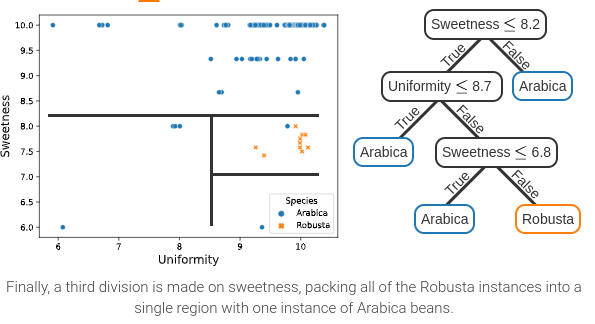 Sweetness
10.0
9.5
9.0
8.5
8.0
7.5
7.0
6.5
6.0
6
7
8
9
10
Uniformity
Species
Arabica
Robusta
Sweetness ≤ 8.2
True
False
Uniformity ≤ 8.7
Arabica
True
False
Arabica
Sweetness ≤ 6.8
True
False
Arabica
Robusta
Finally, a third division is made on sweetness, packing all of the Robusta instances into a
single region with one instance of Arabica beans.